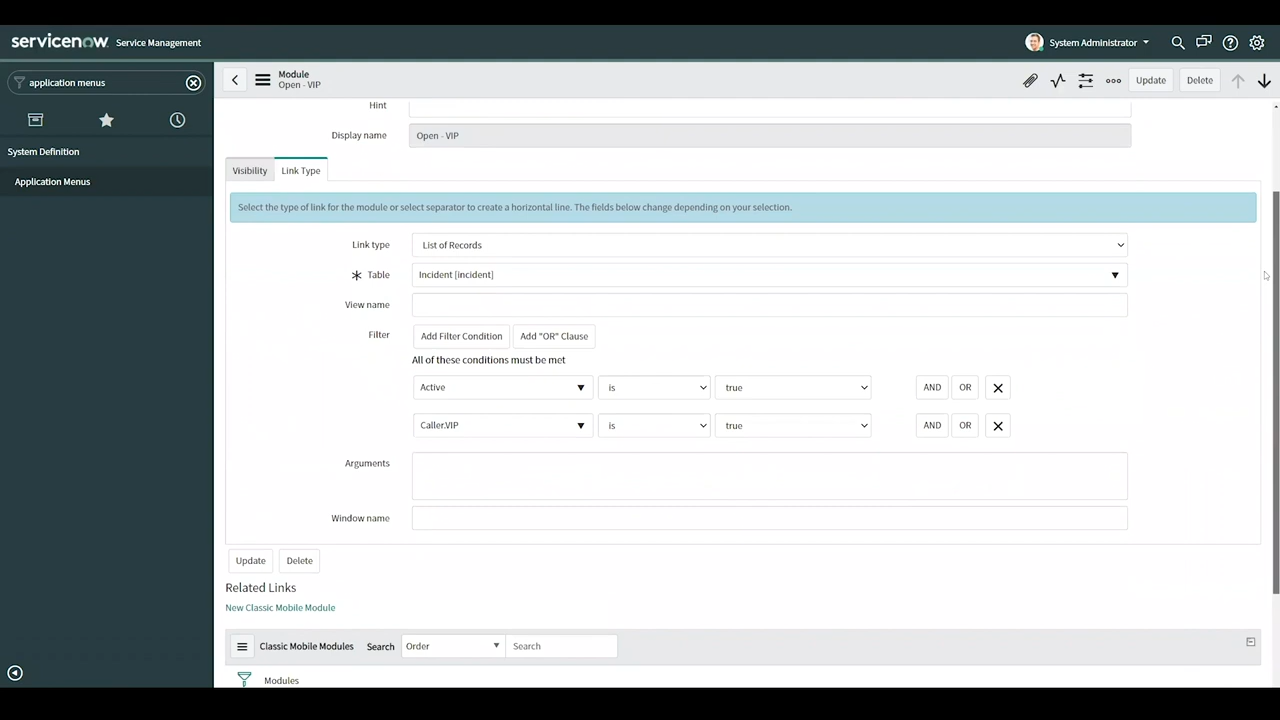 servicenow Service Management
System Administrator
application menus
Module
Open - VIP
Update
Delete
Hint
Display name
Open - VIP
System Definition
Application Menus
Visibility
Link Type
Select the type of link for the module or select separator to create a horizontal line. The fields below change depending on your selection.
Link type
List of Records
Table
Incident [incident]
View name
Filter
Add Filter Condition
Add "OR" Clause
All of these conditions must be met
Active
is
true
AND
OR
Caller.VIP
is
true
AND
OR
Arguments
Window name
Update
Delete
Related Links
New Classic Mobile Module
Classic Mobile Modules
Search
Order
Search
Modules